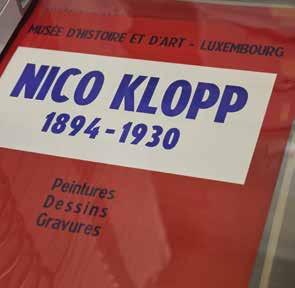 MUSÉE D'HISTOIRE ET D'ART - LUXEMBOURG
NICO KLOPP
1894-1930
Peintures
Dessins
Gravures